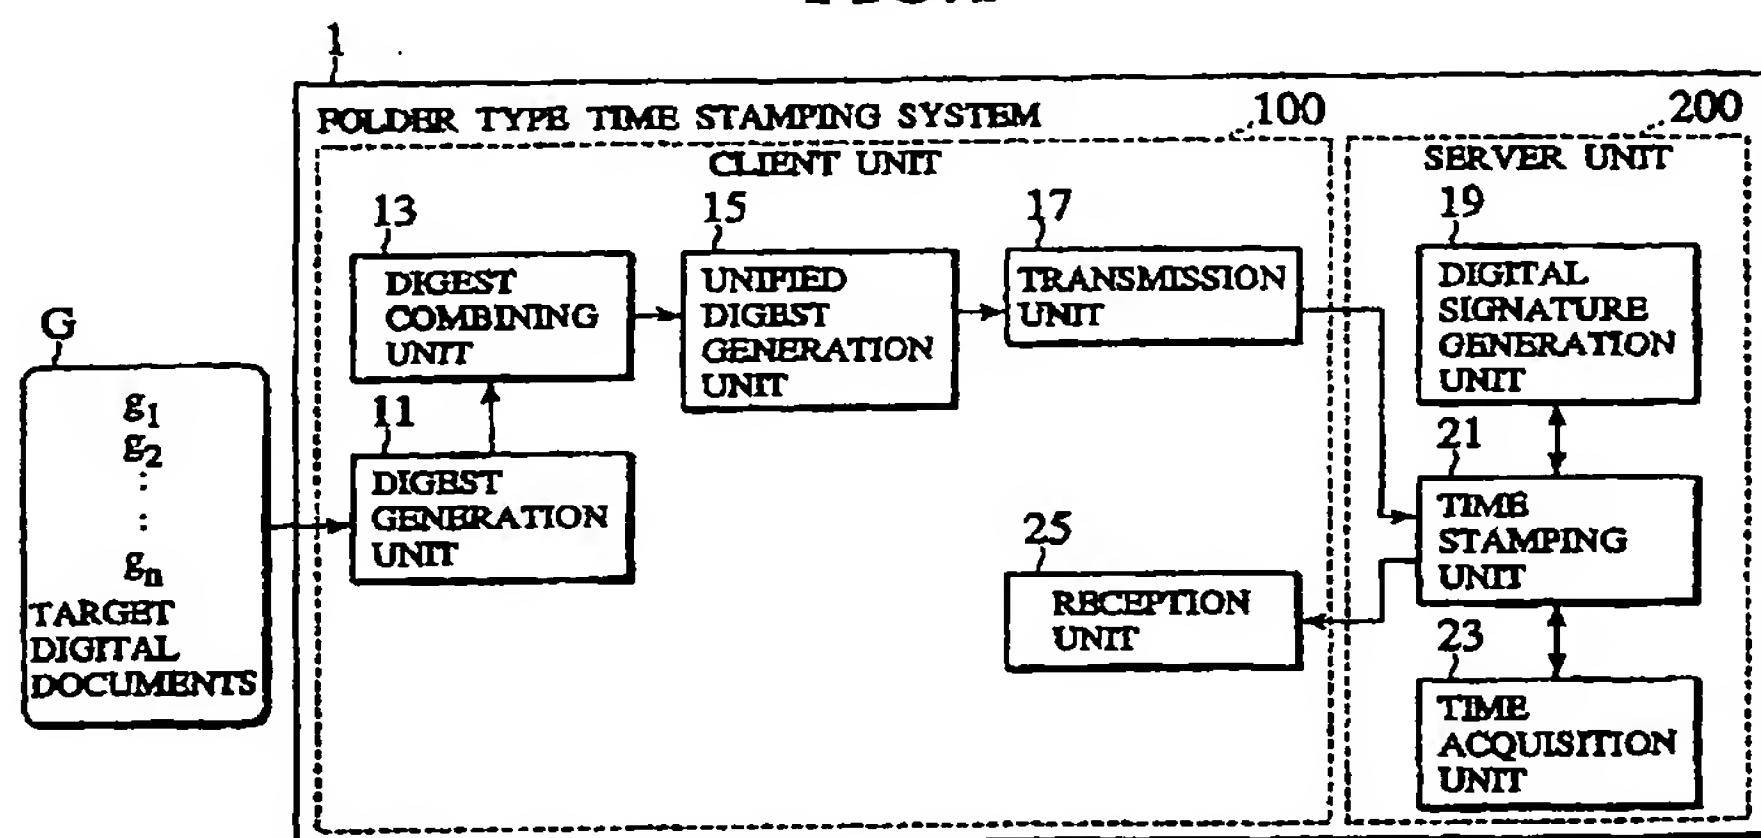 1
FOLDER TYPE TIME STAMPING SYSTEM
100
200
CLIENT UNIT
SERVER UNIT
13
DIGEST
COMBINING
UNIT
15
UNIFIED
DIGEST
GENERATION
UNIT
17
TRANSMISSION
UNIT
19
DIGITAL
SIGNATURE
GENERATION
UNIT
G
g1
g2
:
:
gn
TARGET
DIGITAL
DOCUMENTS
11
DIGEST
GENERATION
UNIT
21
TIME
STAMPING
UNIT
25
RECEPTION
UNIT
23
TIME
ACQUISITION
UNIT